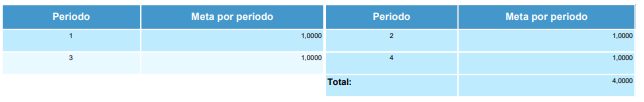 Periodo Meta por periodo Periodo Meta por periodo
1 1,0000 2 1,0000
3 1,0000 4 1,0000
Total: 4,0000